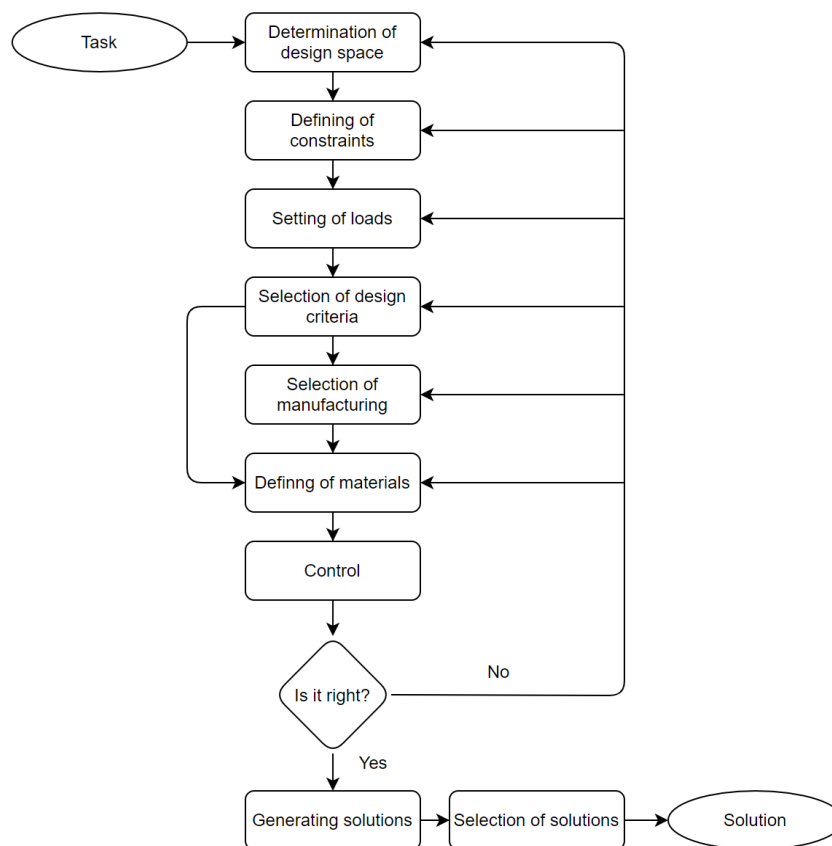 Task
Determination of
design space
Defining of
constraints
Setting of loads
Selection of design
criteria
Selection of
manufacturing
Definng of materials
Control
Is it right?
No
Yes
Generating solutions
Selection of solutions
Solution